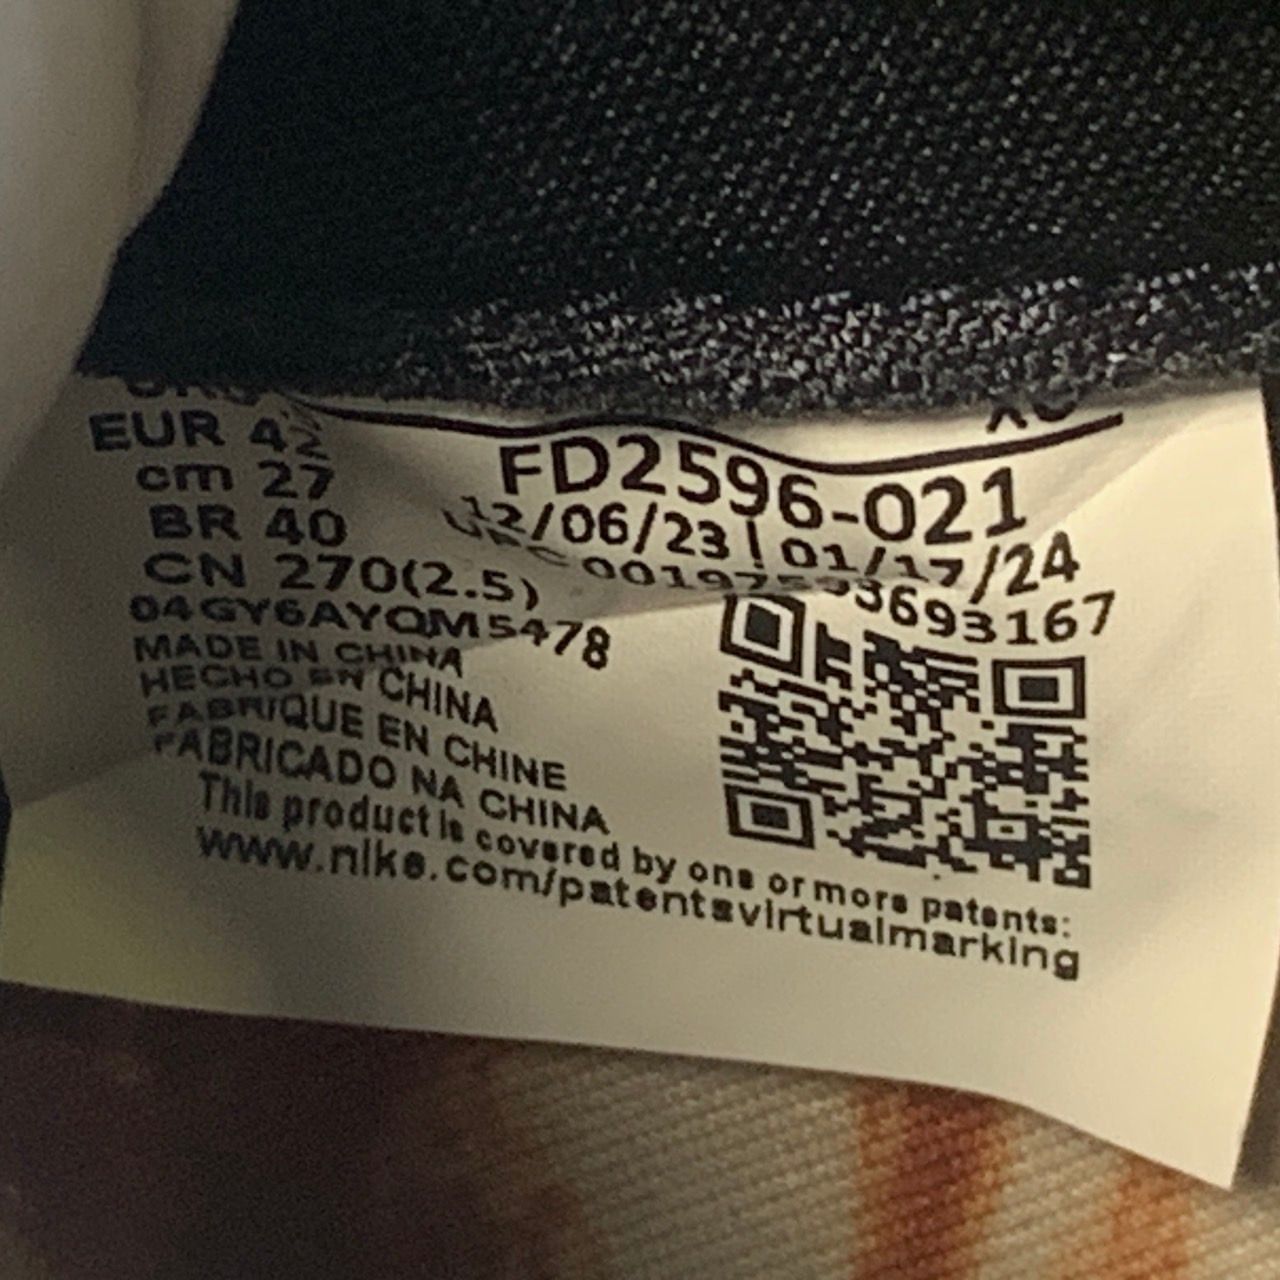 EUR 42
cm 27
BR 40
CN 270(2.5)
04GY6AYQM5478
MADE IN CHINA
HECHO EN CHINA
FABRIQUE EN CHINE
FABRICADO NA CHINA
FD2596-021
12/06/23 | 01/17/24
UPC
This product is covered by one or more patents:
www.nike.com/patentsvirtualmarking